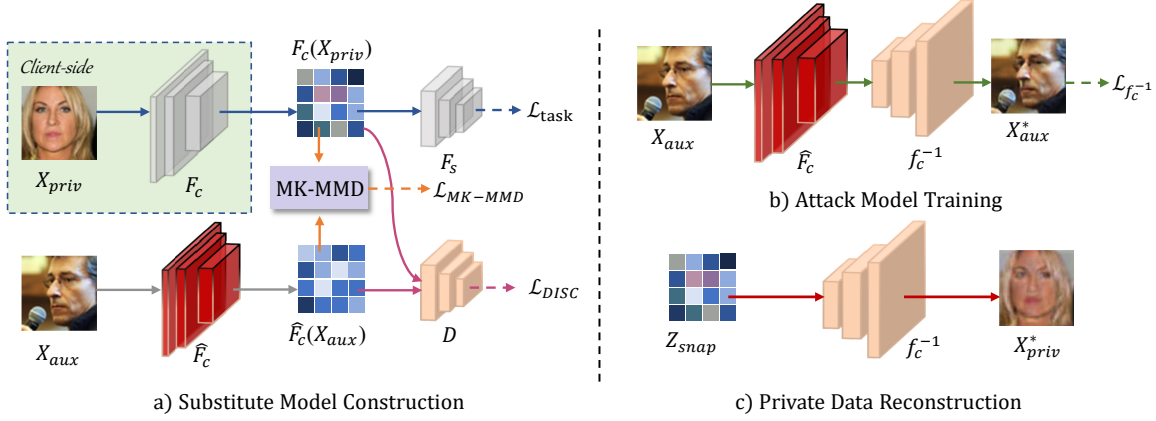 Client-side
X_priv
F_c
F_c(X_priv)
F_s
ℒ_task
MK-MMD
ℒ_MK−MMD
X_aux
F̂_c
F̂_c(X_aux)
D
ℒ_DISC
a) Substitute Model Construction
X_aux
F̂_c
f_c^−1
X*_aux
ℒ_f_c^−1
b) Attack Model Training
Z_snap
f_c^−1
X*_priv
c) Private Data Reconstruction